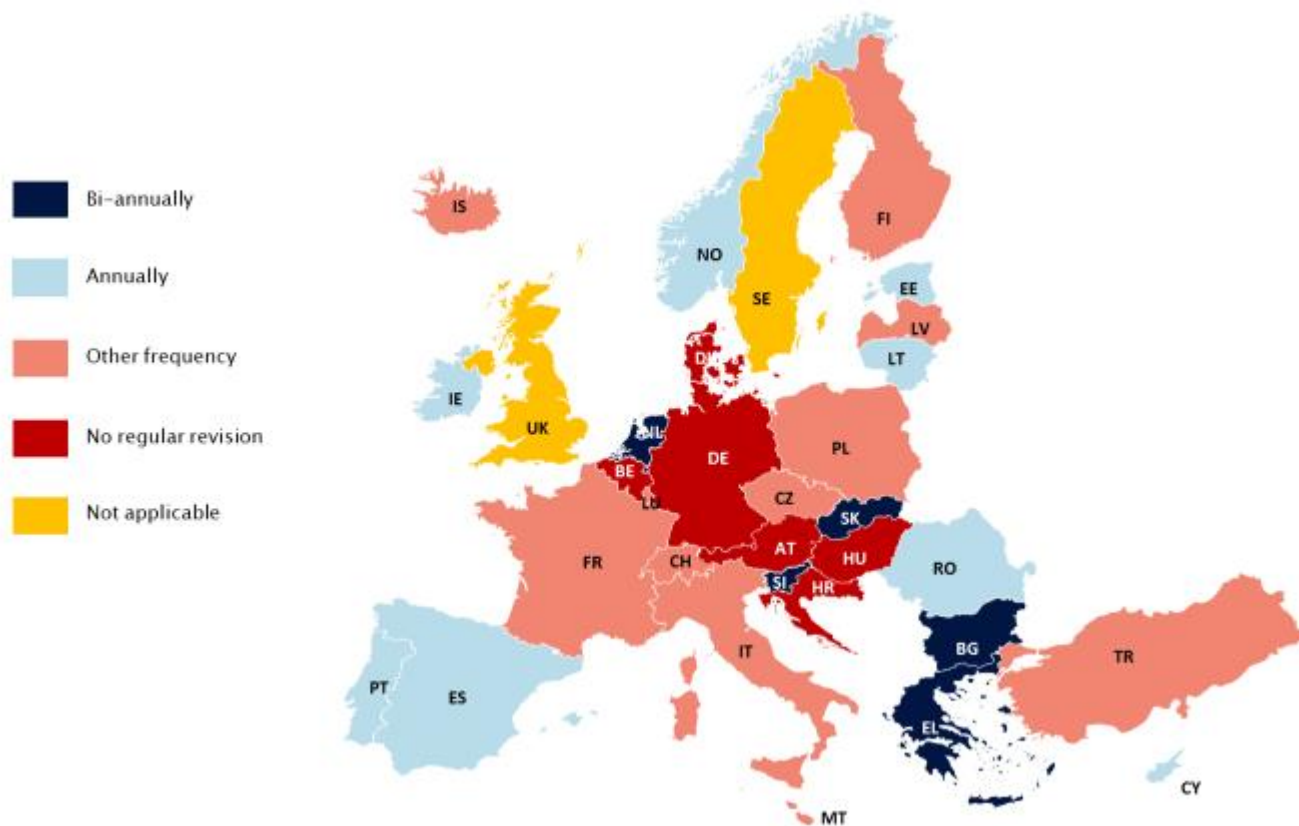 Bi-annually
Annually
Other frequency
No regular revision
Not applicable
IS
FI
NO
SE
EE
LV
LT
DK
IE
UK
NL
BE
DE
PL
LU
CZ
SK
AT
HU
FR
CH
SI
HR
RO
IT
BG
TR
PT
ES
EL
CY
MT